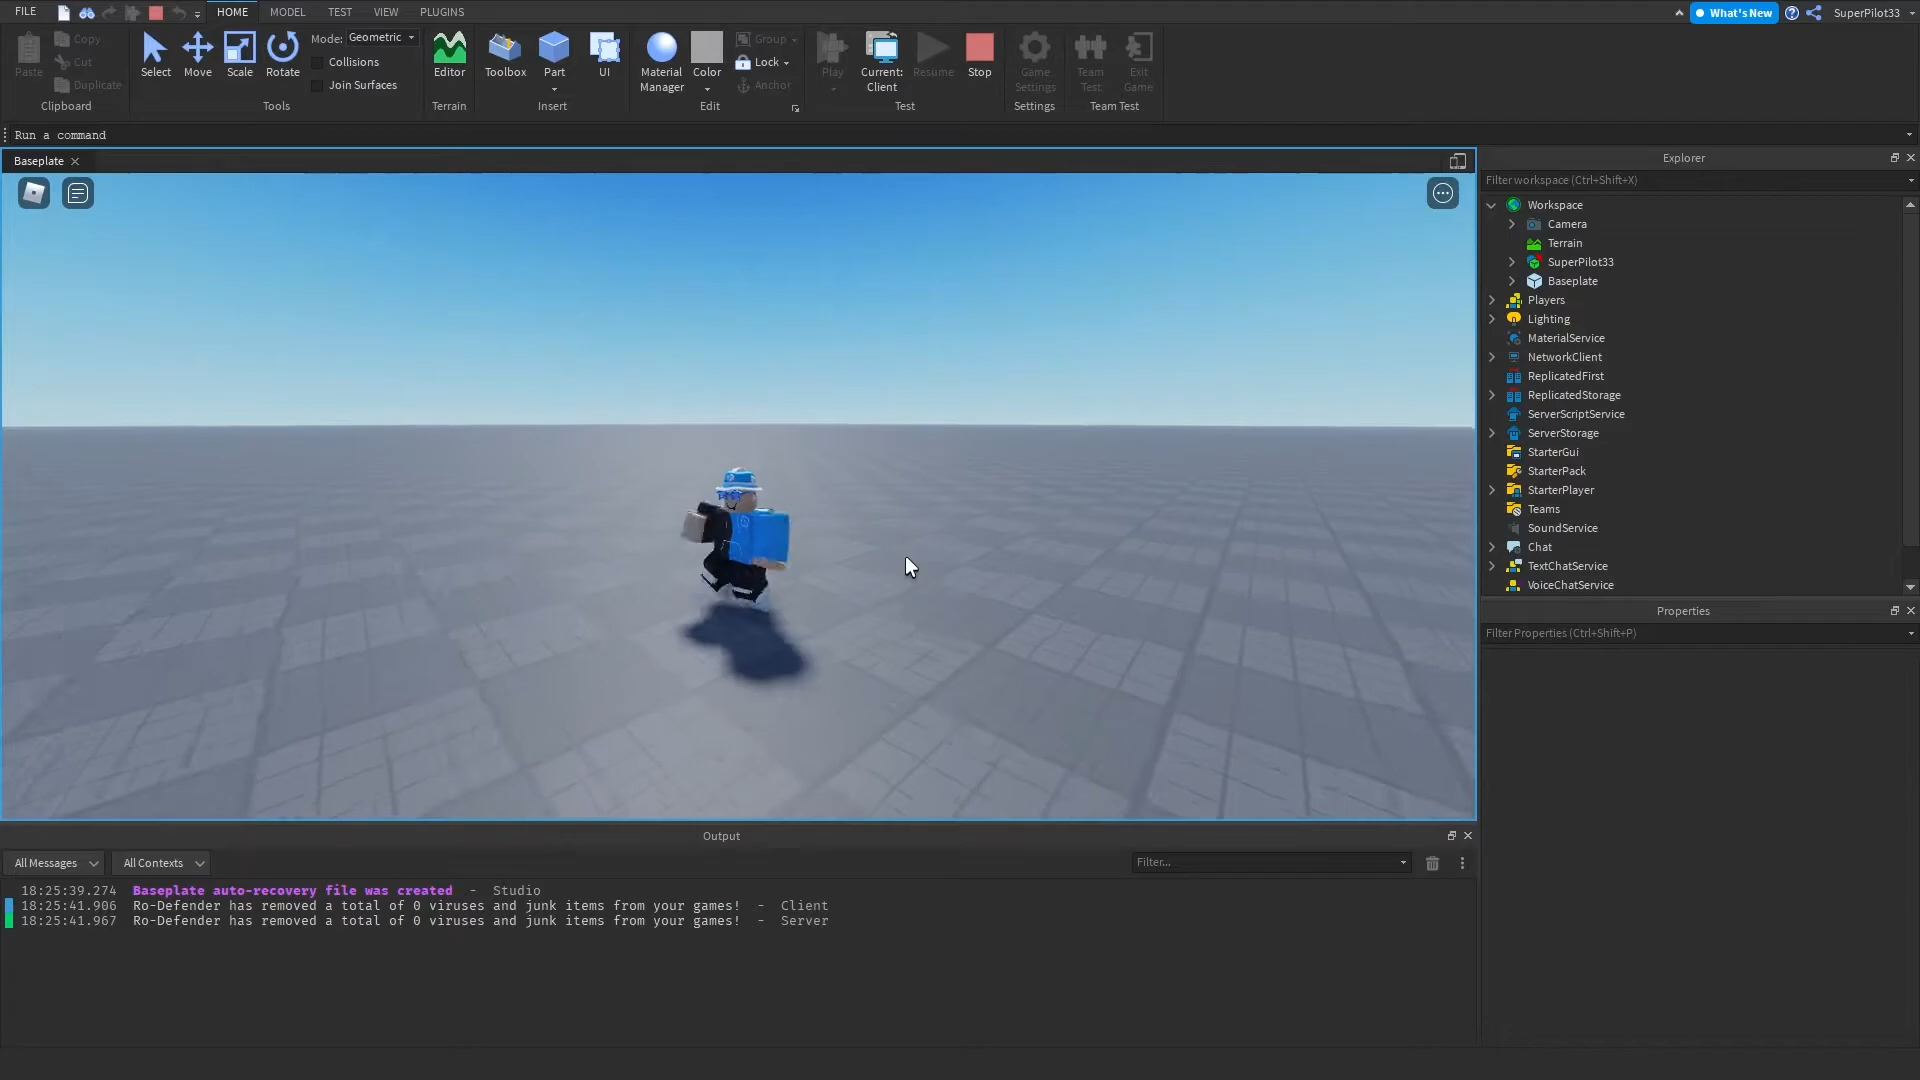 FILE HOME MODEL TEST VIEW PLUGINS What's New SuperPilot33
Paste Copy Cut Duplicate Clipboard
Select Move Scale Rotate Mode: Geometric Collisions Join Surfaces Tools
Editor Terrain
Toolbox Part UI Insert
Material Manager Color Group Lock Anchor Edit
Play Current: Client Resume Stop Test
Game Settings Settings
Team Test Exit Game Team Test
Run a command
Baseplate
Explorer
Filter workspace (Ctrl+Shift+X)
Workspace
Camera
Terrain
SuperPilot33
Baseplate
Players
Lighting
MaterialService
NetworkClient
ReplicatedFirst
ReplicatedStorage
ServerScriptService
ServerStorage
StarterGui
StarterPack
StarterPlayer
Teams
SoundService
Chat
TextChatService
VoiceChatService
Properties
Filter Properties (Ctrl+Shift+P)
Output
All Messages All Contexts Filter...
18:25:39.274 Baseplate auto-recovery file was created - Studio
18:25:41.906 Ro-Defender has removed a total of 0 viruses and junk items from your games! - Client
18:25:41.967 Ro-Defender has removed a total of 0 viruses and junk items from your games! - Server